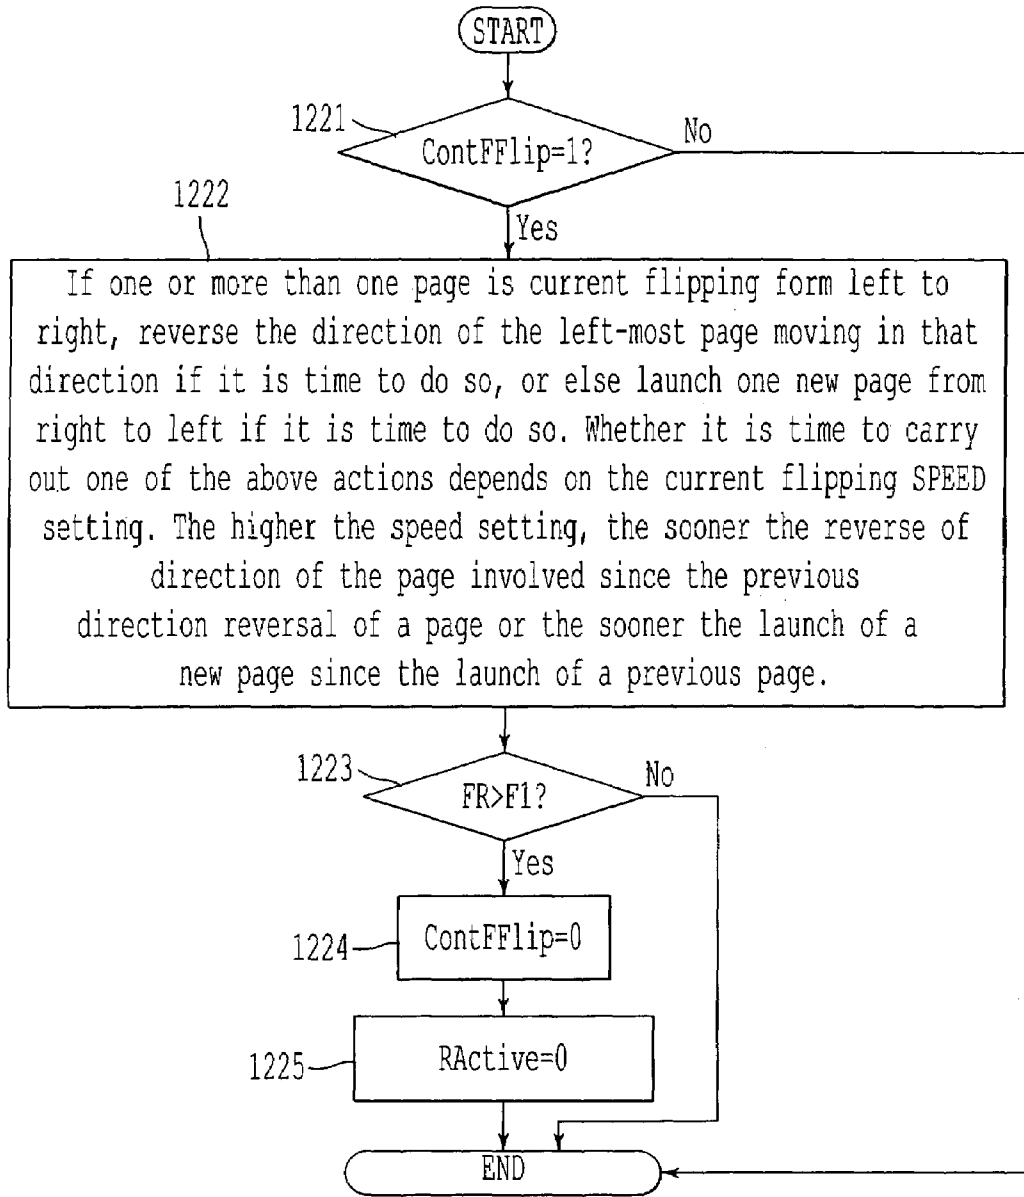 START
1221
ContFFlip=1?
No
1222
Yes
If one or more than one page is current flipping form left to
right, reverse the direction of the left-most page moving in that
direction if it is time to do so, or else launch one new page from
right to left if it is time to do so. Whether it is time to carry
out one of the above actions depends on the current flipping SPEED
setting. The higher the speed setting, the sooner the reverse of
direction of the page involved since the previous
direction reversal of a page or the sooner the launch of a
new page since the launch of a previous page.
1223
FR>F1?
No
Yes
1224
ContFFlip=0
1225
RActive=0
END